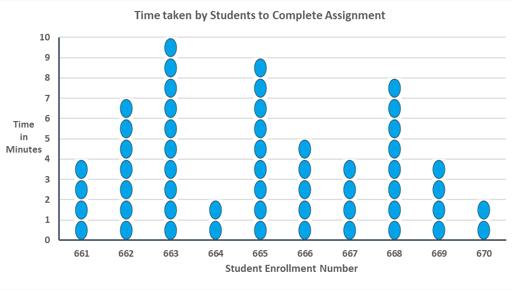 Time taken by Students to Complete Assignment
10
9
8
7
6
5
4
3
2
1
0
Time
in
Minutes
661 662 663 664 665 666 667 668 669 670
Student Enrollment Number